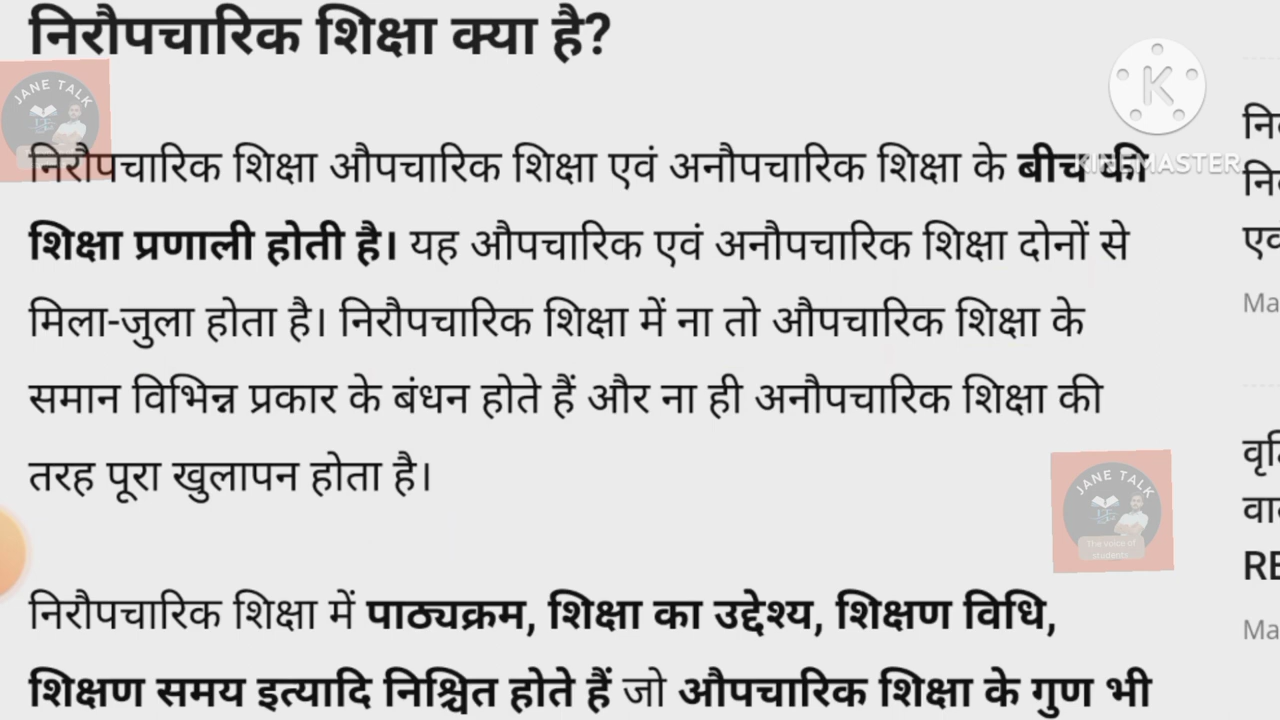 निरौपचारिक शिक्षा क्या है?
JANE TALK
KINEMASTER
निरौपचारिक शिक्षा औपचारिक शिक्षा एवं अनौपचारिक शिक्षा के बीच की
शिक्षा प्रणाली होती है। यह औपचारिक एवं अनौपचारिक शिक्षा दोनों से
मिला-जुला होता है। निरौपचारिक शिक्षा में ना तो औपचारिक शिक्षा के
समान विभिन्न प्रकार के बंधन होते हैं और ना ही अनौपचारिक शिक्षा की
तरह पूरा खुलापन होता है।
JANE TALK
The voice of
students
निरौपचारिक शिक्षा में पाठ्यक्रम, शिक्षा का उद्देश्य, शिक्षण विधि,
शिक्षण समय इत्यादि निश्चित होते हैं जो औपचारिक शिक्षा के गुण भी